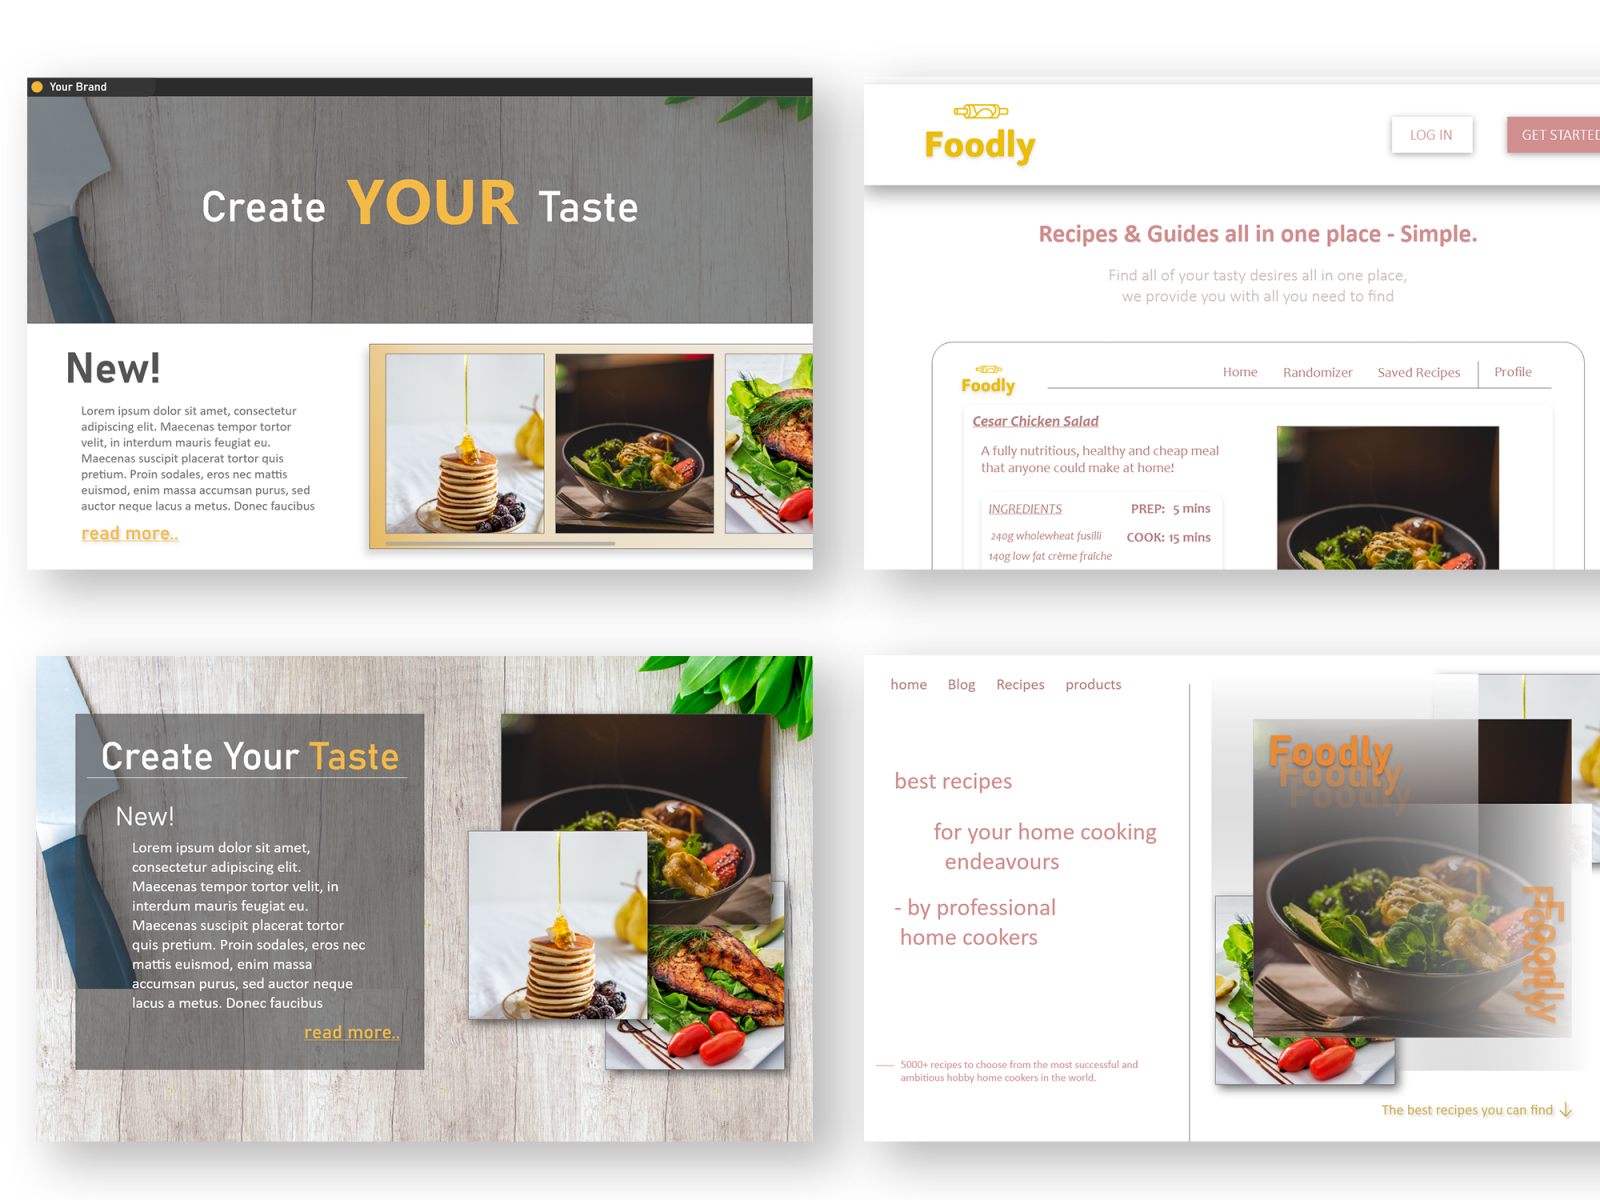 Your Brand
Create YOUR Taste
New!
Lorem ipsum dolor sit amet, consectetur
adipiscing elit. Maecenas tempor tortor
velit, in interdum mauris feugiat eu.
Maecenas suscipit placerat tortor quis
pretium. Proin sodales, eros nec mattis
euismod, enim massa accumsan purus, sed
auctor neque lacus a metus. Donec faucibus
read more..
Foodly
LOG IN
GET STARTED
Recipes & Guides all in one place - Simple.
Find all of your tasty desires all in one place,
we provide you with all you need to find
Foodly
Home
Randomizer
Saved Recipes
Profile
Cesar Chicken Salad
A fully nutritious, healthy and cheap meal
that anyone could make at home!
INGREDIENTS
PREP: 5 mins
240g wholewheat fusilli
COOK: 15 mins
140g low fat crème fraîche
Create Your Taste
New!
Lorem ipsum dolor sit amet,
consectetur adipiscing elit.
Maecenas tempor tortor velit, in
interdum mauris feugiat eu.
Maecenas suscipit placerat tortor
quis pretium. Proin sodales, eros nec
mattis euismod, enim massa
accumsan purus, sed auctor neque
lacus a metus. Donec faucibus
read more..
home
Blog
Recipes
products
best recipes
for your home cooking
endeavours
- by professional
home cookers
5000+ recipes to choose from the most successful and
ambitious hobby home cookers in the world.
Foodly
Foodly
Foodly
Foodly
Foodly
The best recipes you can find